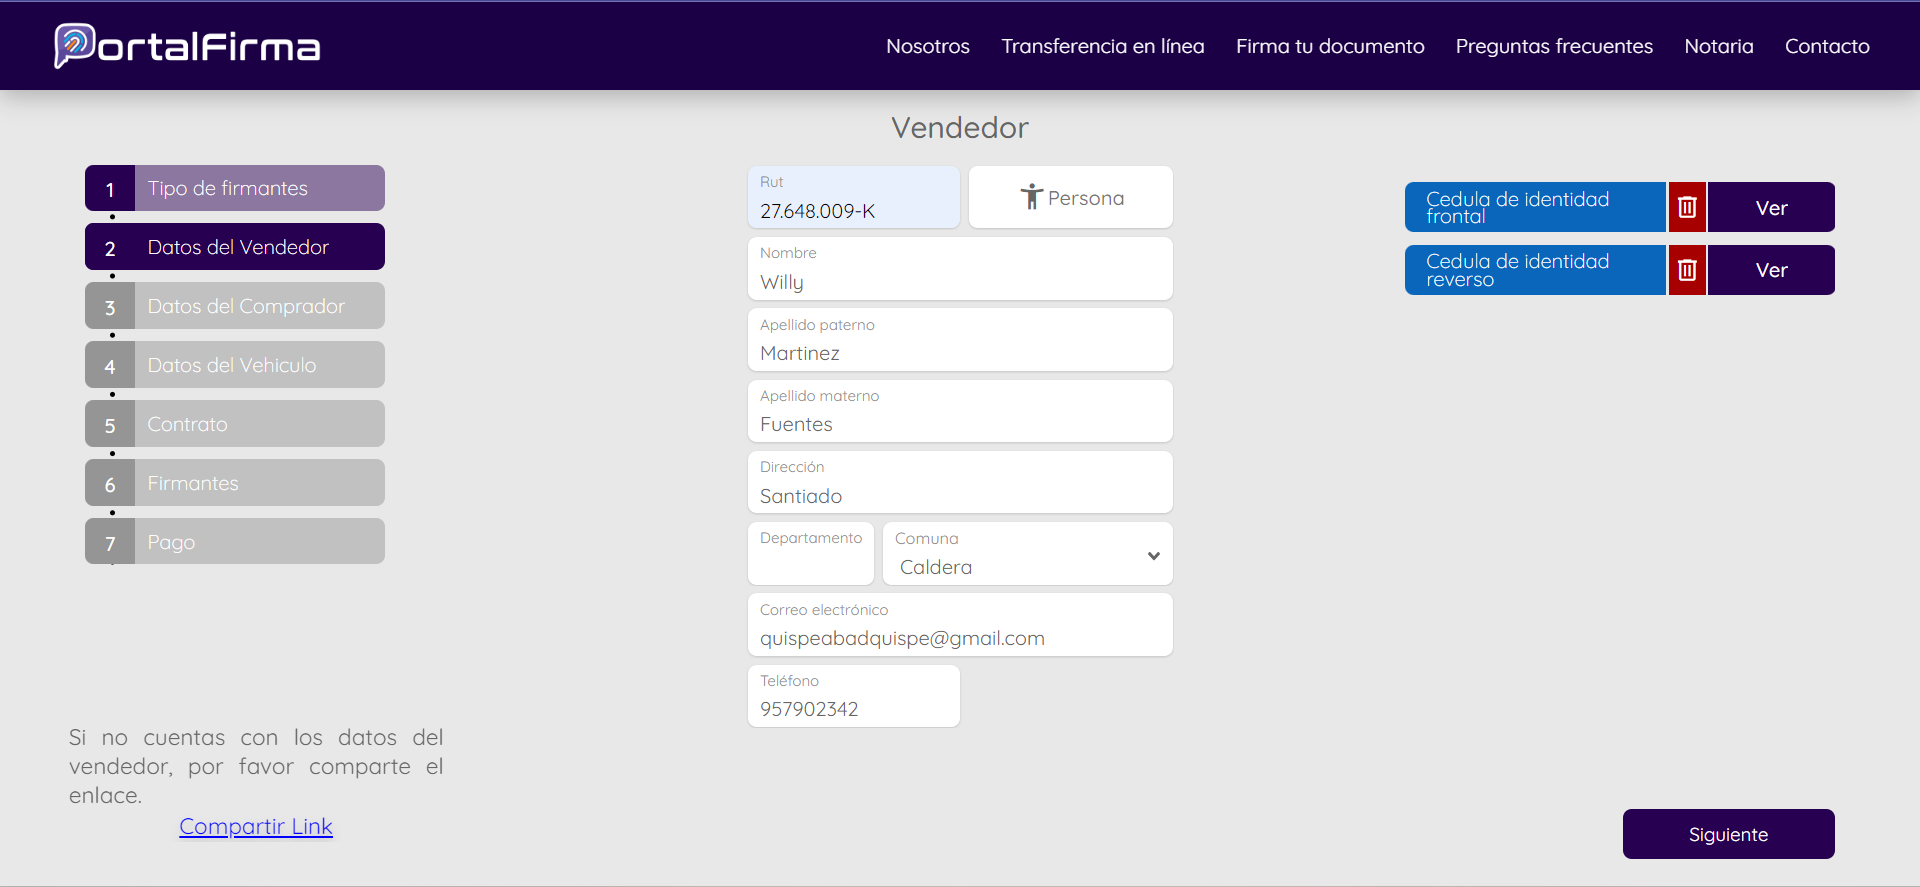 PortalFirma
Nosotros Transferencia en línea Firma tu documento Preguntas frecuentes Notaria Contacto
Vendedor
1 Tipo de firmantes
2 Datos del Vendedor
3 Datos del Comprador
4 Datos del Vehiculo
5 Contrato
6 Firmantes
7 Pago
Si no cuentas con los datos del
vendedor, por favor comparte el
enlace.
Compartir Link
Rut
27.648.009-K
Persona
Nombre
Willy
Apellido paterno
Martinez
Apellido materno
Fuentes
Dirección
Santiado
Departamento
Comuna
Caldera
Correo electrónico
quispeabadquispe@gmail.com
Teléfono
957902342
Cedula de identidad
frontal
Ver
Cedula de identidad
reverso
Ver
Siguiente